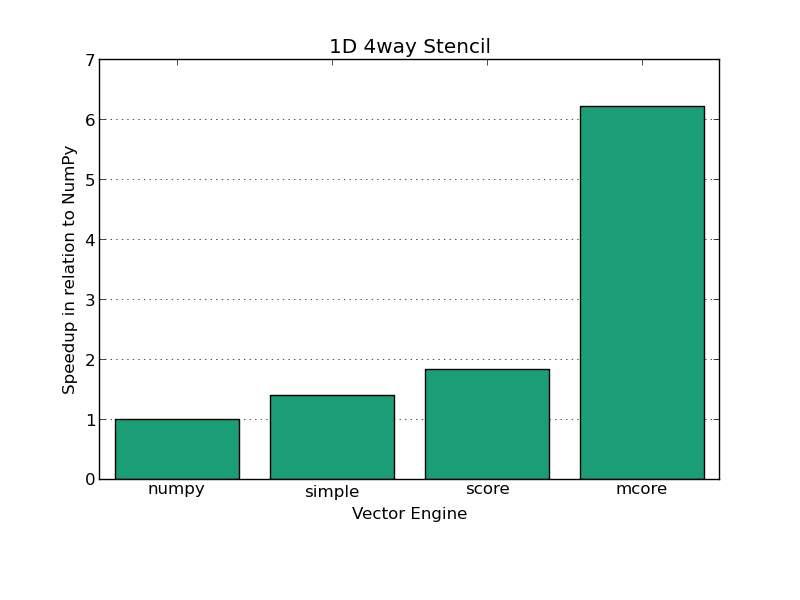 1D 4way Stencil
7
6
5
4
3
2
1
0
Speedup in relation to NumPy
numpy simple score mcore
Vector Engine